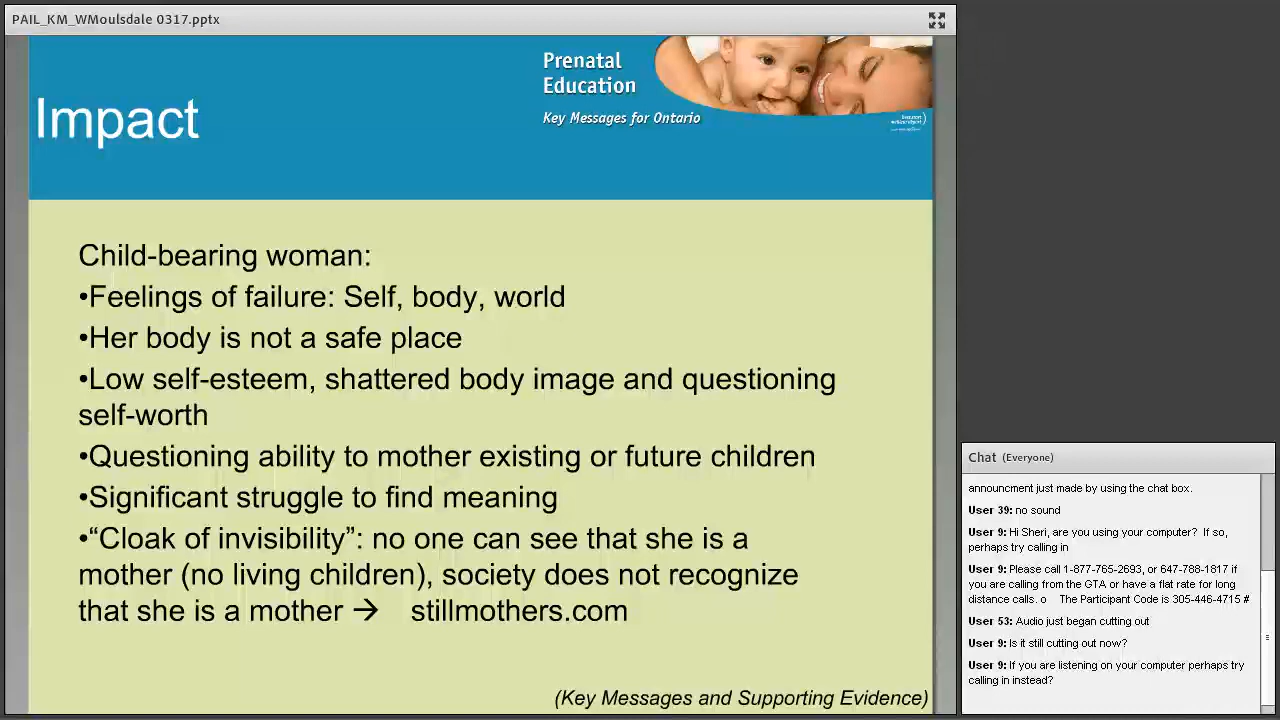 PAIL_KM_WMoulsdale 0317.pptx
Prenatal
Education
Key Messages for Ontario
Impact
Child-bearing woman:
•Feelings of failure: Self, body, world
•Her body is not a safe place
•Low self-esteem, shattered body image and questioning
self-worth
•Questioning ability to mother existing or future children
•Significant struggle to find meaning
•“Cloak of invisibility”: no one can see that she is a
mother (no living children), society does not recognize
that she is a mother → stillmothers.com
(Key Messages and Supporting Evidence)
Chat (Everyone)
announcment just made by using the chat box.
User 39: no sound
User 9: Hi Sheri, are you using your computer? If so,
perhaps try calling in
User 9: Please call 1-877-765-2693, or 647-788-1817 if
you are calling from the GTA or have a flat rate for long
distance calls. o The Participant Code is 305-446-4715 #
User 53: Audio just began cutting out
User 9: Is it still cutting out now?
User 9: If you are listening on your computer perhaps try
calling in instead?